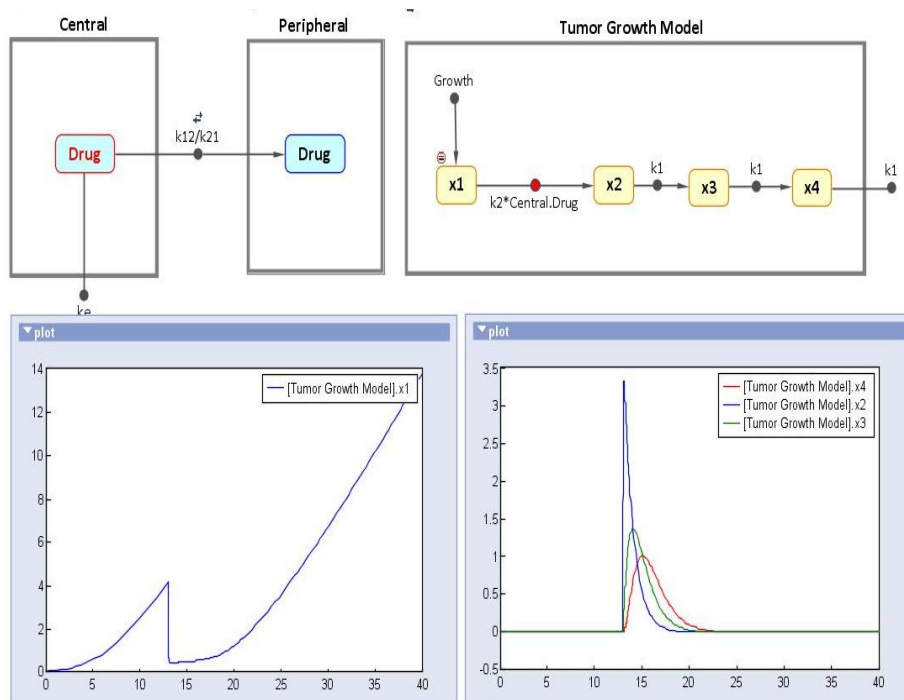 Central
Peripheral
Tumor Growth Model
Growth
k12/k21
Drug
Drug
x1
x2
x3
x4
k1
k1
k1
k2*Central.Drug
ke
plot
14
12
10
8
6
4
2
0
0 5 10 15 20 25 30 35 40
[Tumor Growth Model].x1
plot
3.5
3
2.5
2
1.5
1
0.5
0
-0.5
0 5 10 15 20 25 30 35 40
[Tumor Growth Model].x4
[Tumor Growth Model].x2
[Tumor Growth Model].x3